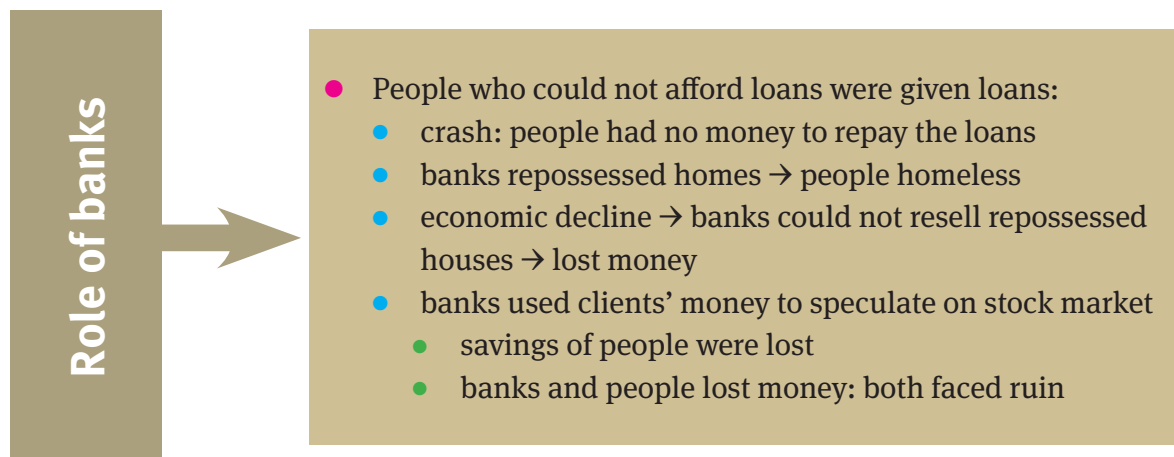 Role of banks
● People who could not afford loans were given loans:
● crash: people had no money to repay the loans
● banks repossessed homes → people homeless
● economic decline → banks could not resell repossessed
houses → lost money
● banks used clients’ money to speculate on stock market
● savings of people were lost
● banks and people lost money: both faced ruin